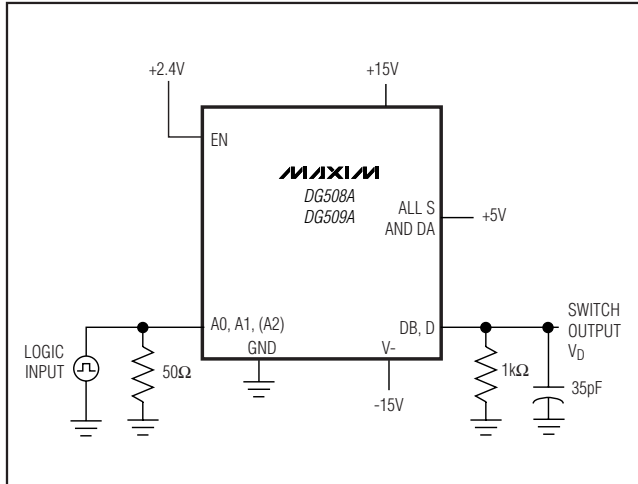 +2.4V
+15V
EN
MAXIM
DG508A
DG509A
ALL S
AND DA
+5V
A0, A1, (A2)
DB, D
SWITCH
OUTPUT
VD
LOGIC
INPUT
50Ω
GND
V-
1kΩ
35pF
-15V